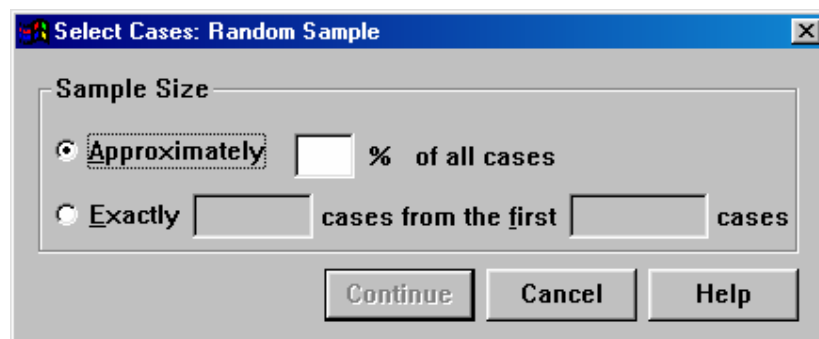 Select Cases: Random Sample
Sample Size
Approximately % of all cases
Exactly cases from the first cases
Continue Cancel Help